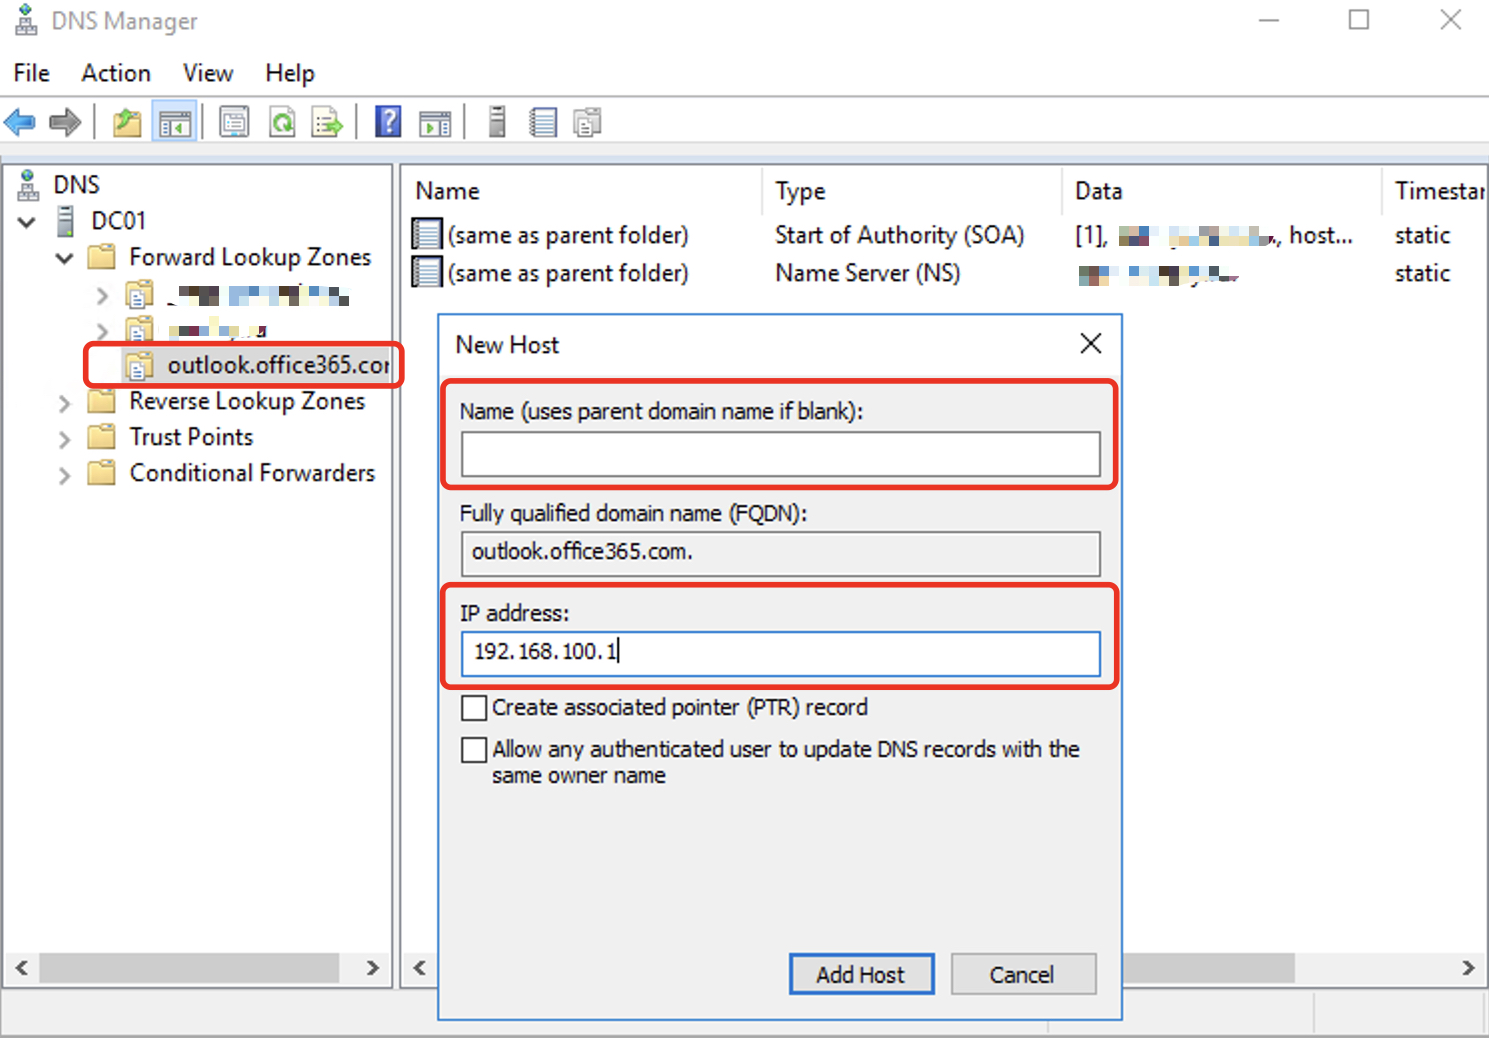 DNS Manager
File Action View Help
DNS
DC01
Forward Lookup Zones
outlook.office365.cor
Reverse Lookup Zones
Trust Points
Conditional Forwarders
Name Type Data Timestar
(same as parent folder) Start of Authority (SOA) [1], , host... static
(same as parent folder) Name Server (NS) static
New Host
Name (uses parent domain name if blank):
Fully qualified domain name (FQDN):
outlook.office365.com.
IP address:
192.168.100.1
Create associated pointer (PTR) record
Allow any authenticated user to update DNS records with the
same owner name
Add Host Cancel